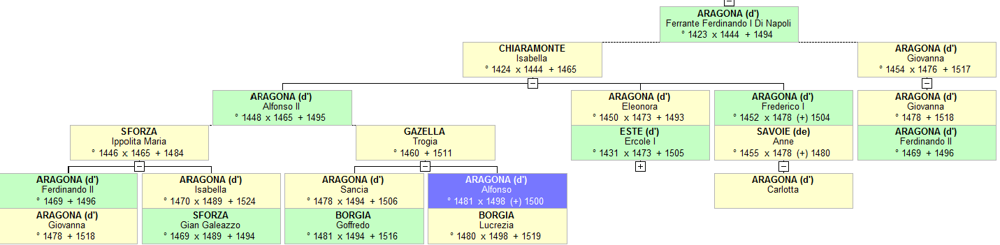 ARAGONA (d')
Ferrante Ferdinando I Di Napoli
° 1423 x 1444 + 1494
CHIARAMONTE
Isabella
° 1424 x 1444 + 1465
ARAGONA (d')
Giovanna
° 1454 x 1476 + 1517
ARAGONA (d')
Alfonso II
° 1448 x 1465 + 1495
ARAGONA (d')
Eleonora
° 1450 x 1473 + 1493
ESTE (d')
Ercole I
° 1431 x 1473 + 1505
ARAGONA (d')
Frederico I
° 1452 x 1478 (+) 1504
SAVOIE (de)
Anne
° 1455 x 1478 (+) 1480
ARAGONA (d')
Giovanna
° 1478 + 1518
ARAGONA (d')
Ferdinando II
° 1469 + 1496
SFORZA
Ippolita Maria
° 1446 x 1465 + 1484
GAZELLA
Trogia
° 1460 + 1511
ARAGONA (d')
Ferdinando II
° 1469 + 1496
ARAGONA (d')
Giovanna
° 1478 + 1518
ARAGONA (d')
Isabella
° 1470 x 1489 + 1524
SFORZA
Gian Galeazzo
° 1469 x 1489 + 1494
ARAGONA (d')
Sancia
° 1478 x 1494 + 1506
BORGIA
Goffredo
° 1481 x 1494 + 1516
ARAGONA (d')
Alfonso
° 1481 x 1498 (+) 1500
BORGIA
Lucrezia
° 1480 x 1498 + 1519
ARAGONA (d')
Carlotta